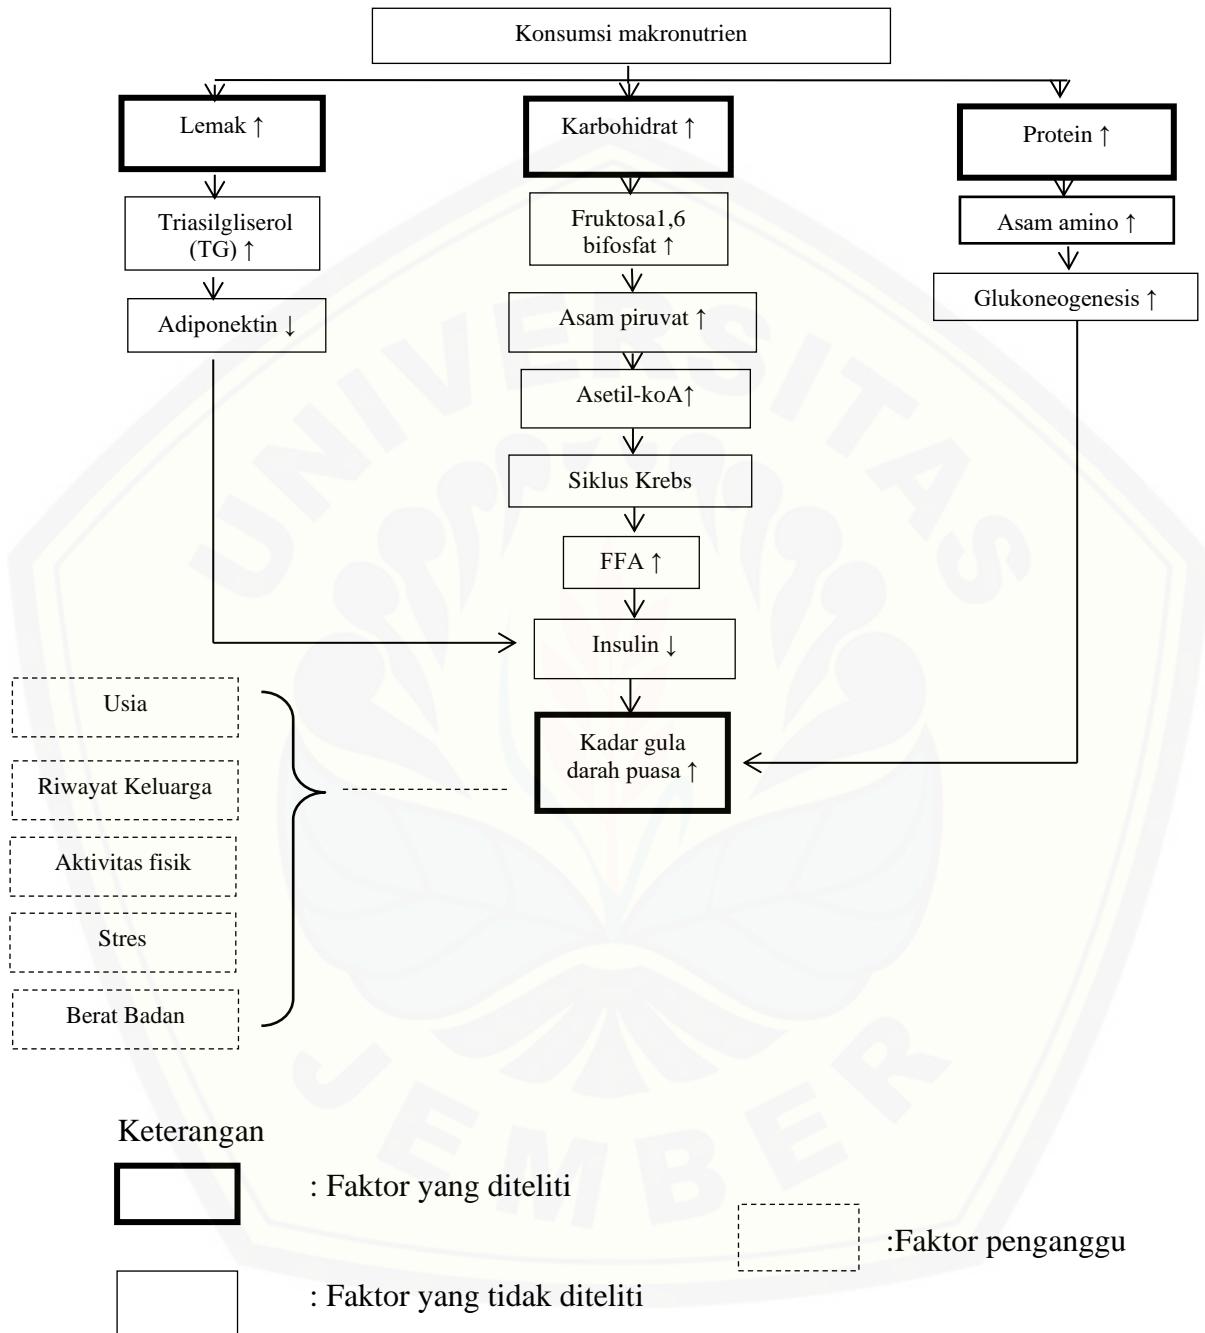 Konsumsi makronutrien
Lemak ↑
Karbohidrat ↑
Protein ↑
Triasilgliserol
(TG) ↑
Fruktosa1,6
bifosfat ↑
Asam amino ↑
Adiponektin ↓
Asam piruvat ↑
Glukoneogenesis ↑
Asetil-koA↑
Siklus Krebs
FFA ↑
Insulin ↓
Kadar gula
darah puasa ↑
Usia
Riwayat Keluarga
Aktivitas fisik
Stres
Berat Badan
Keterangan
: Faktor yang diteliti
:Faktor penganggu
: Faktor yang tidak diteliti
UNIVERSITAS
JEMBER